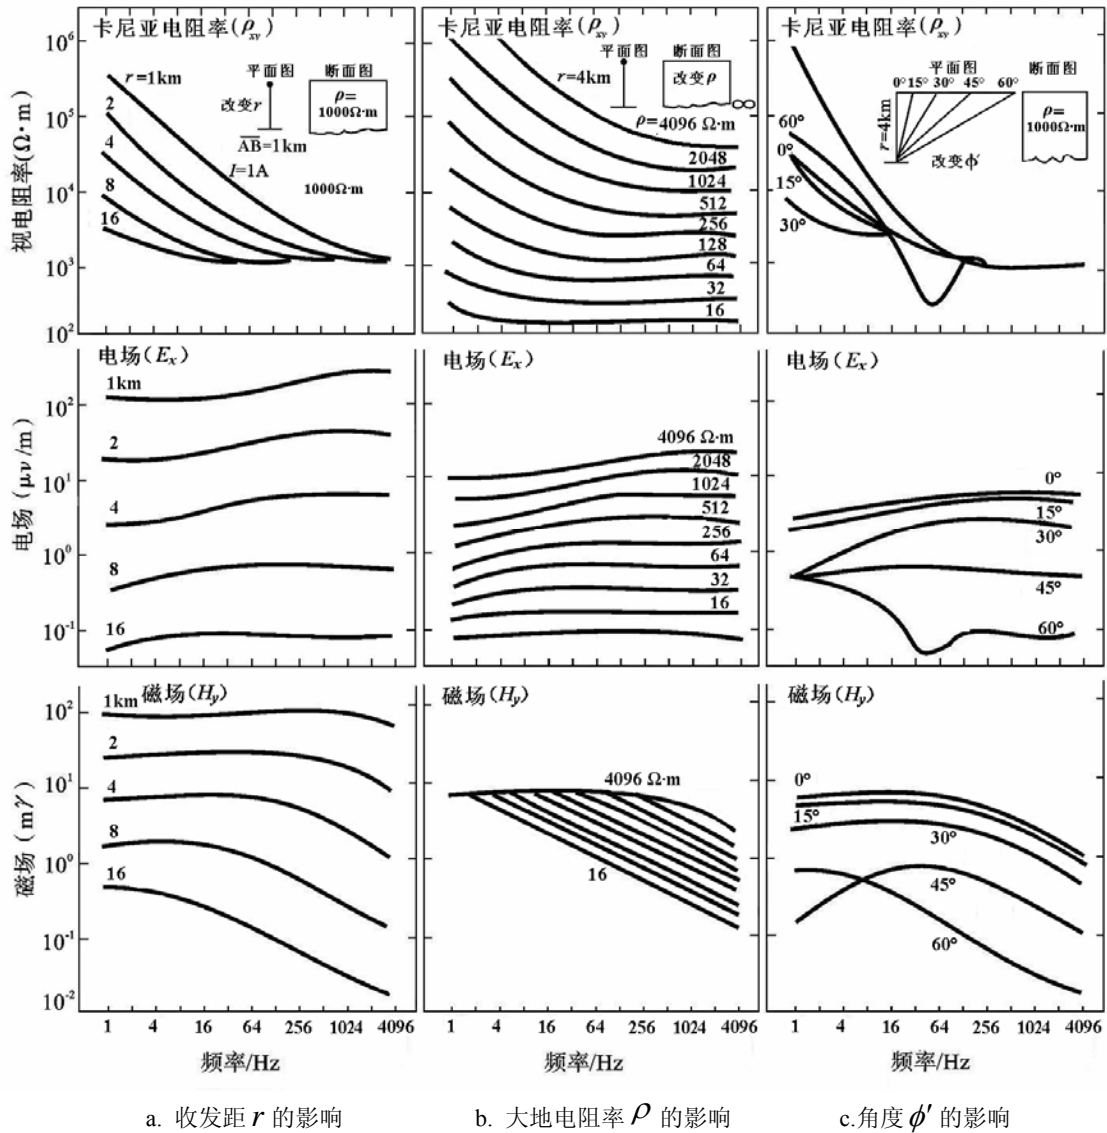 卡尼亚电阻率(ρxy)
卡尼亚电阻率(ρxy)
卡尼亚电阻率(ρxy)
视电阻率(Ω·m)
10⁶
10⁵
10⁴
10³
10²
r=1km
2
4
8
16
平面图
断面图
改变r
ρ=
1000Ω·m
AB=1km
I=1A
1000Ω·m
平面图
断面图
r=4km
改变ρ
∞
ρ=4096 Ω·m
2048
1024
512
256
128
64
32
16
平面图
断面图
0°15°30°45°60°
r=4km
ρ=
1000Ω·m
改变ϕ′
60°
0°
15°
30°
电场(Ex)
电场(Ex)
电场(Ex)
电场(μν/m)
10²
10¹
10⁰
10⁻¹
1km
2
4
8
16
4096 Ω·m
2048
1024
512
256
64
32
16
0°
15°
30°
45°
60°
磁场(Hy)
磁场(Hy)
磁场(Hy)
磁场(mγ)
10²
10¹
10⁰
10⁻¹
10⁻²
1km
2
4
8
16
4096 Ω·m
16
0°
15°
30°
45°
60°
1 4 16 64 256 1024 4096
1 4 16 64 256 1024 4096
1 4 16 64 256 1024 4096
频率/Hz
频率/Hz
频率/Hz
a. 收发距 r 的影响
b. 大地电阻率 ρ 的影响
c.角度 ϕ′ 的影响